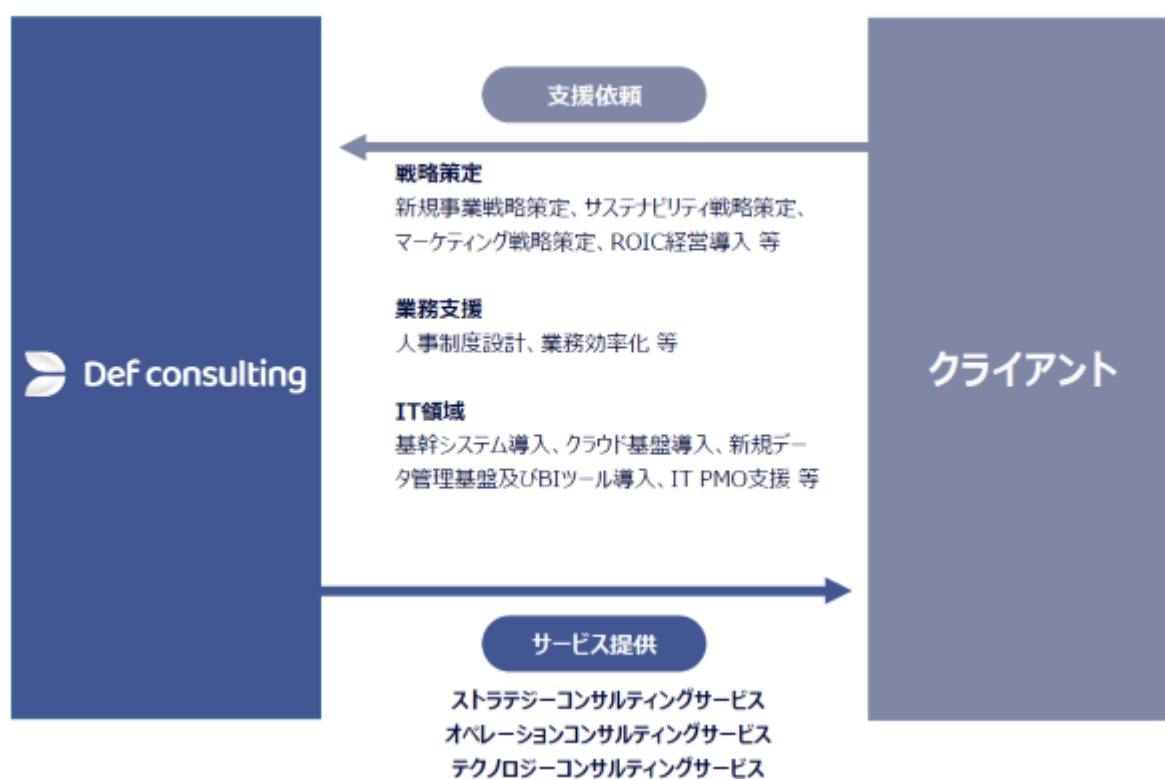 支援依頼
戦略策定
新規事業戦略策定、サステナビリティ戦略策定、
マーケティング戦略策定、ROIC経営導入 等
業務支援
人事制度設計、業務効率化 等
Def consulting
クライアント
IT領域
基幹システム導入、クラウド基盤導入、新規デー
タ管理基盤及びBIツール導入、IT PMO支援 等
サービス提供
ストラテジーコンサルティングサービス
オペレーションコンサルティングサービス
テクノロジーコンサルティングサービス